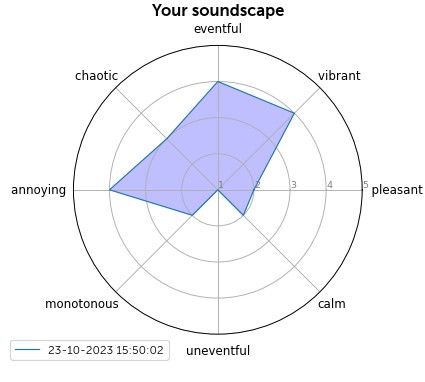 Your soundscape
eventful
chaotic
vibrant
annoying
1
2
3
4
5
pleasant
monotonous
calm
23-10-2023 15:50:02
uneventful